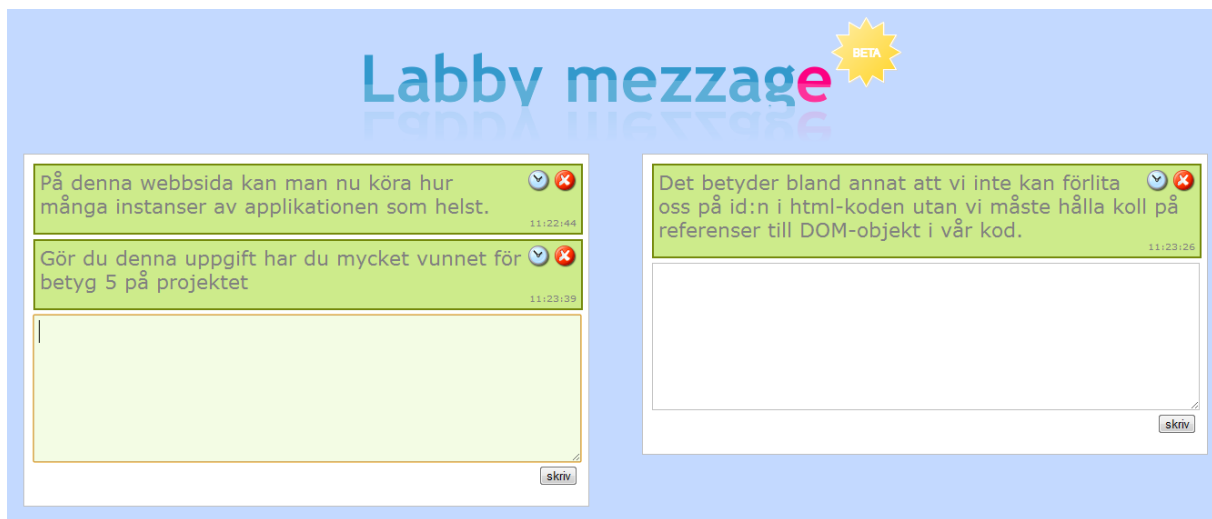 Labby mezzage
BETA
På denna webbsida kan man nu köra hur
många instanser av applikationen som helst.
11:22:44
Gör du denna uppgift har du mycket vunnet för
betyg 5 på projektet
11:23:39
skriv
Det betyder bland annat att vi inte kan förlita
oss på id:n i html-koden utan vi måste hålla koll på
referenser till DOM-objekt i vår kod.
11:23:26
skriv